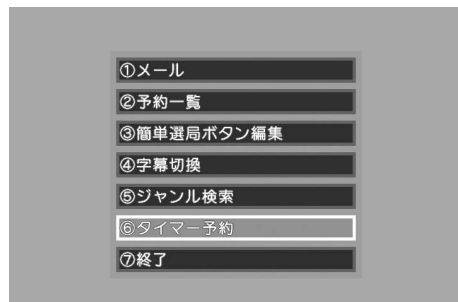 ①メール
②予約一覧
③簡単選局ボタン編集
④字幕切換
⑤ジャンル検索
⑥タイマー予約
⑦終了